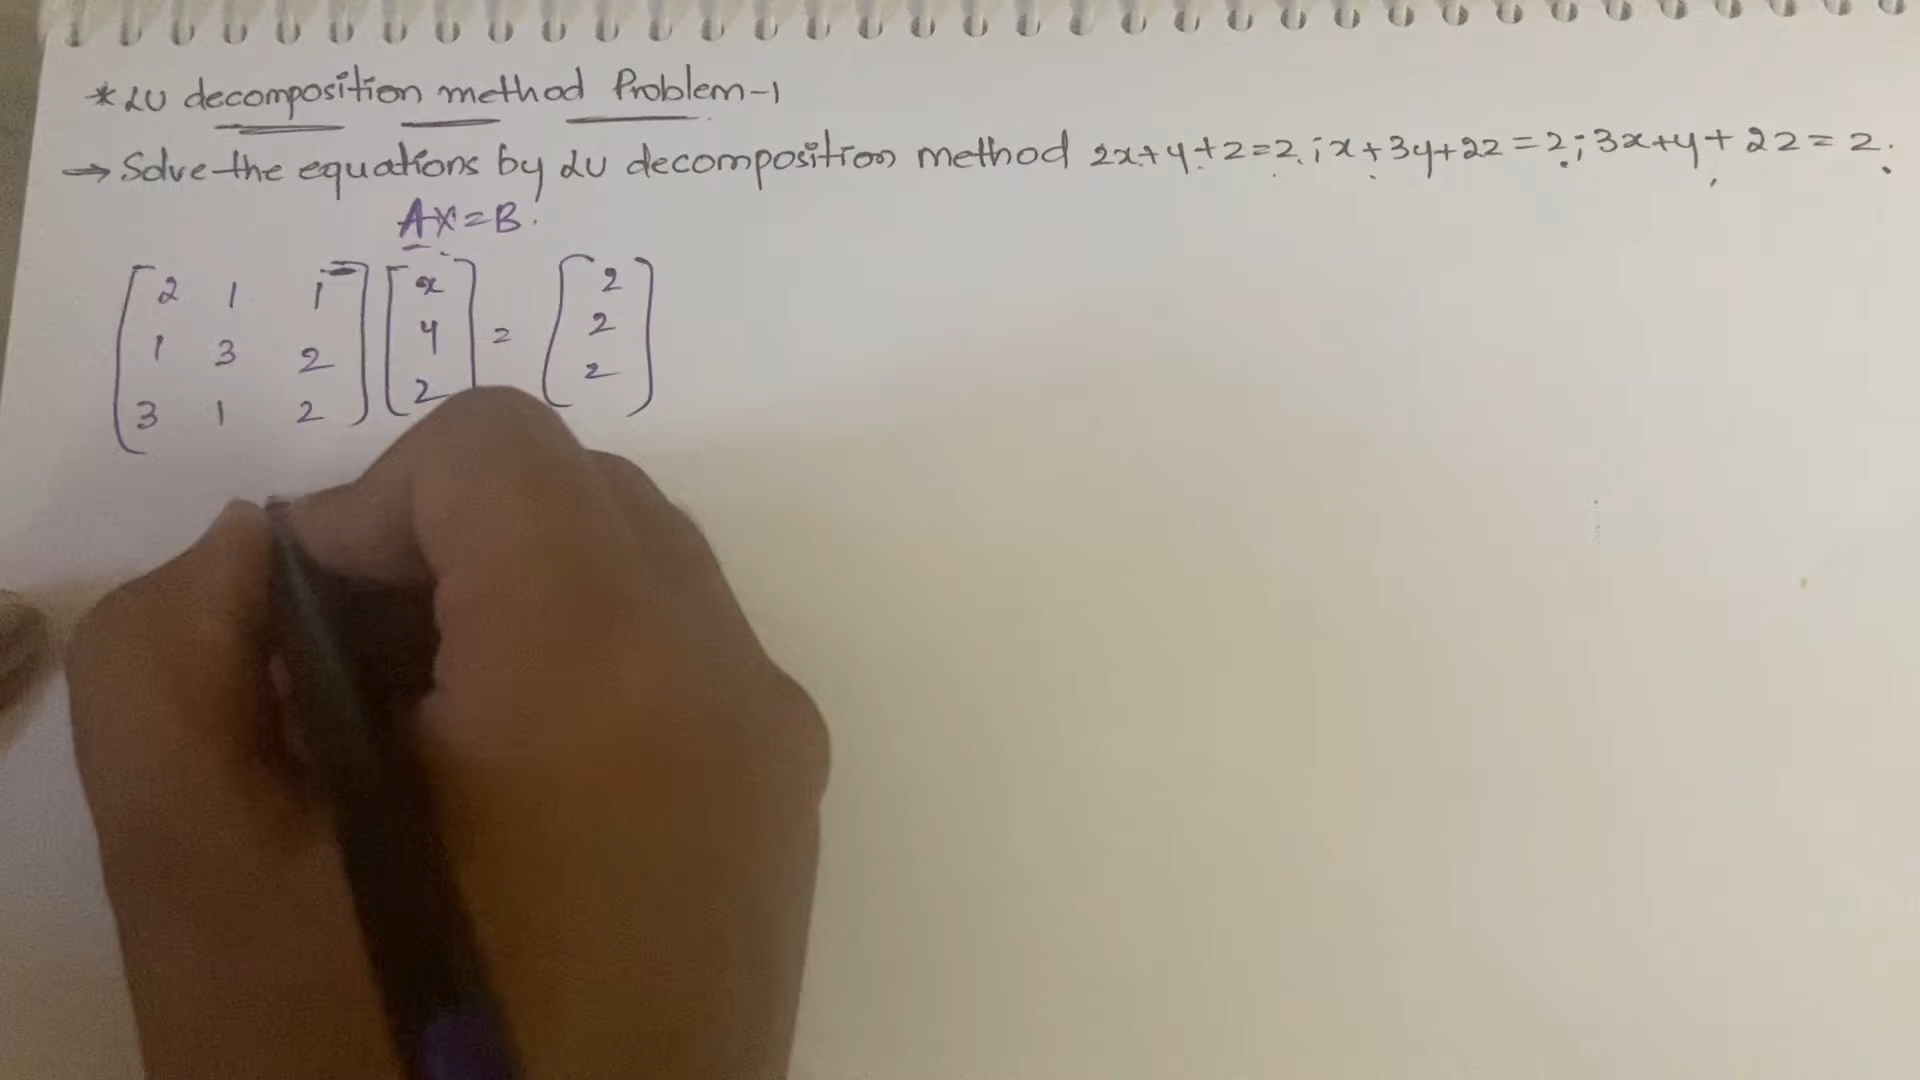 * LU decomposition method Problem-1
→ Solve the equations by LU decomposition method 2x+y+z=2; x+3y+2z=2; 3x+y+2z=2.
AX=B.
[2 1 1] [x] = [2]
[1 3 2] [y] [2]
[3 1 2] [z] [2]